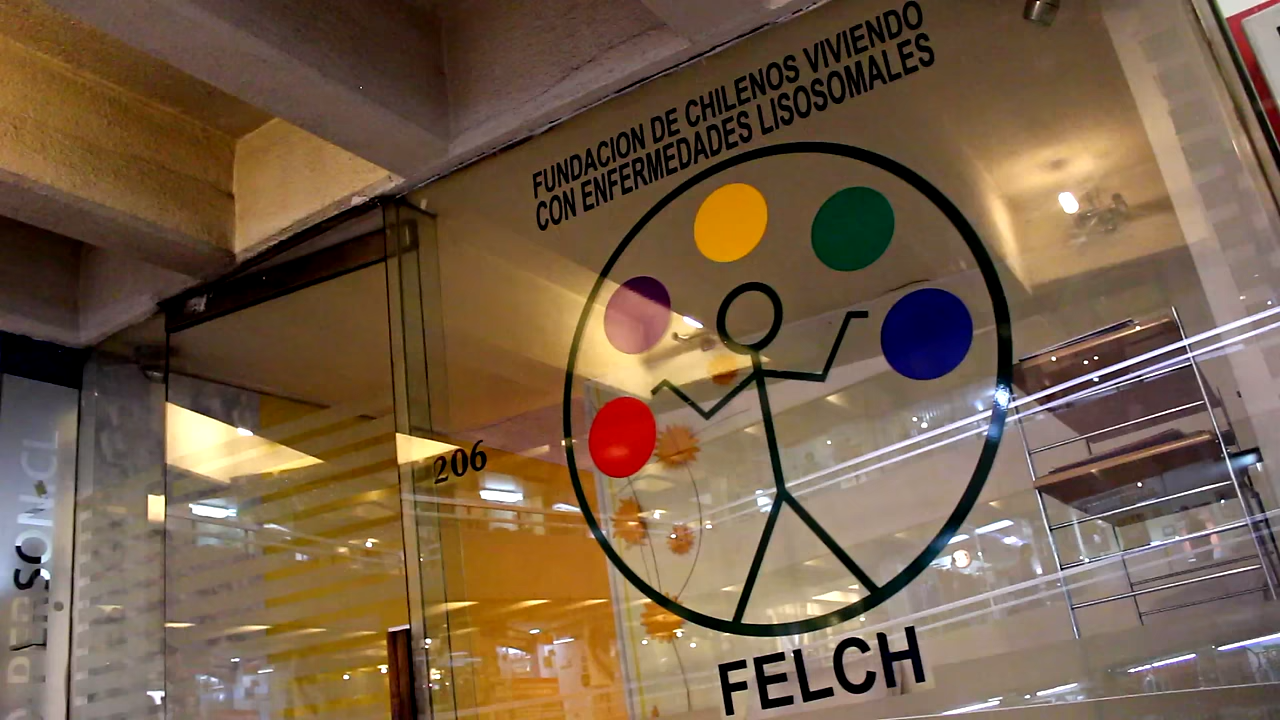 FUNDACION DE CHILENOS VIVIENDO
CON ENFERMEDADES LISOSOMALES
206
FELCH